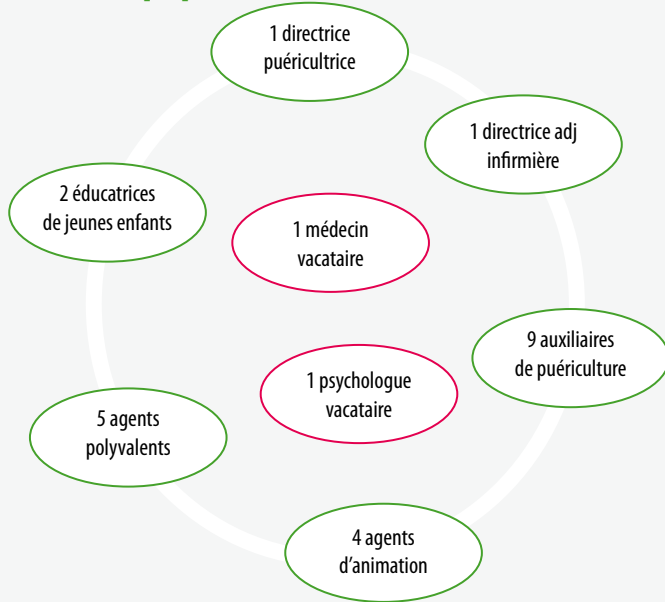 1 directrice
puéricultrice
1 directrice adj
infirmière
2 éducatrices
de jeunes enfants
1 médecin
vacataire
9 auxiliaires
de puériculture
1 psychologue
vacataire
5 agents
polyvalents
4 agents
d’animation